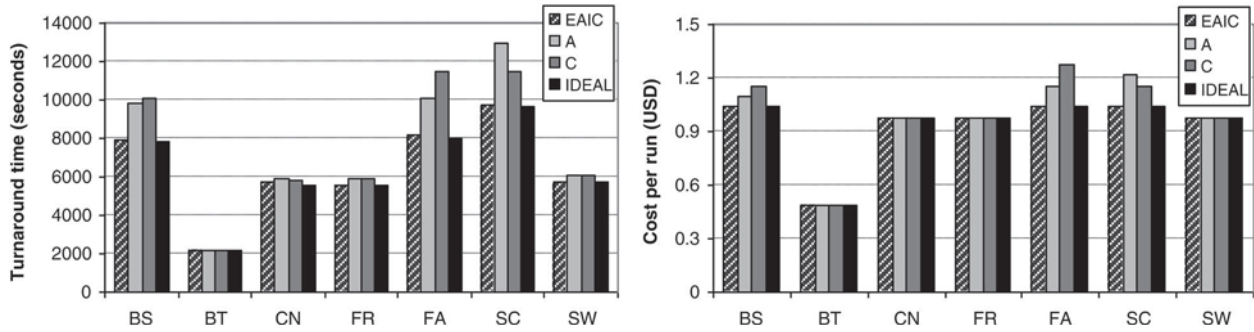 Turnaround time (seconds)
14000
12000
10000
8000
6000
4000
2000
0
BS BT CN FR FA SC SW
EAIC
A
C
IDEAL
Cost per run (USD)
1.5
1.2
0.9
0.6
0.3
0.0
BS BT CN FR FA SC SW
EAIC
A
C
IDEAL